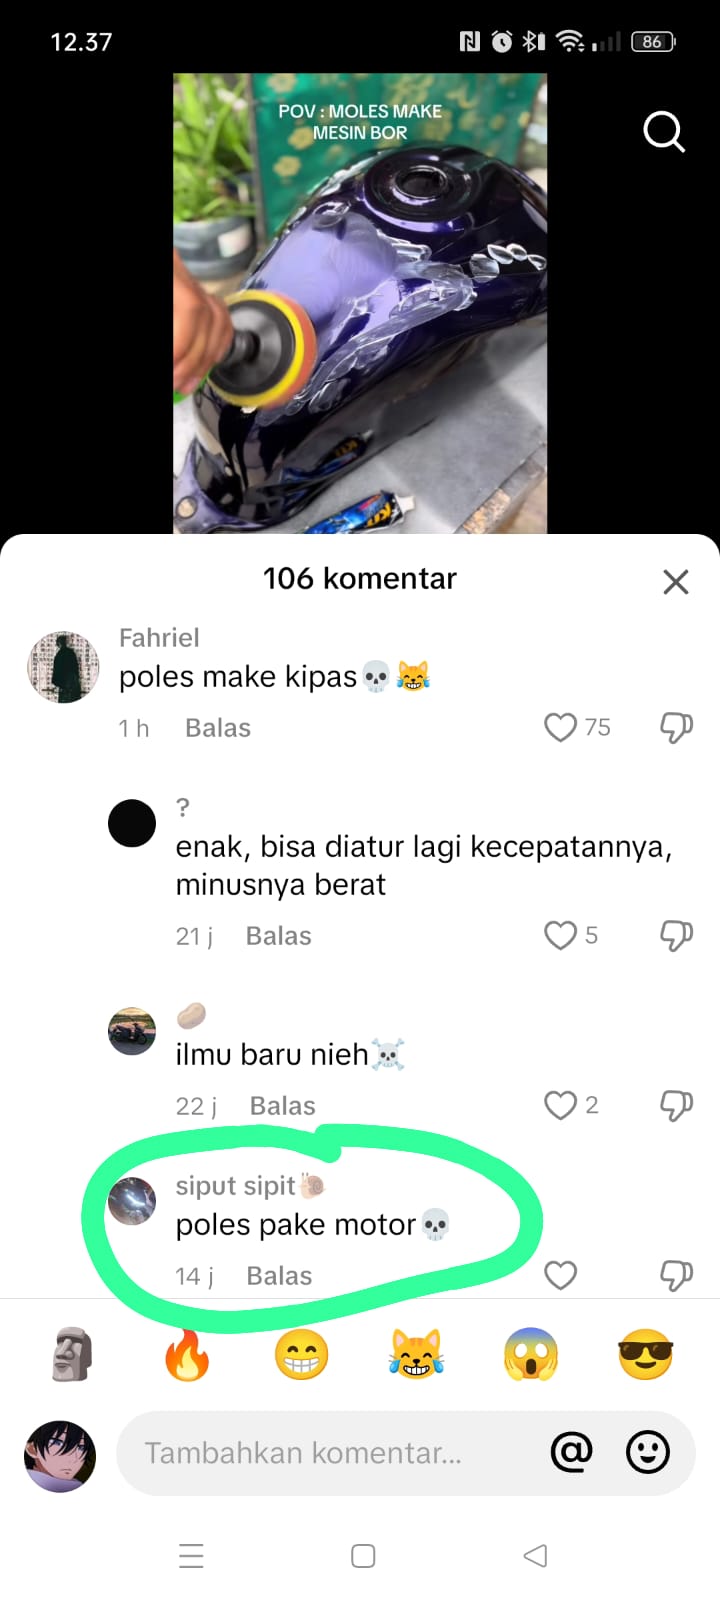 12.37
86
POV : MOLES MAKE
MESIN BOR
KIT
106 komentar
Fahriel
poles make kipas💀😹
1 h Balas 75
?
enak, bisa diatur lagi kecepatannya,
minusnya berat
21 j Balas 5
🥔
ilmu baru nieh☠️
22 j Balas 2
siput sipit🐌
poles pake motor💀
14 j Balas
🗿 🔥 😁 😹 😱 😎
Tambahkan komentar...
@